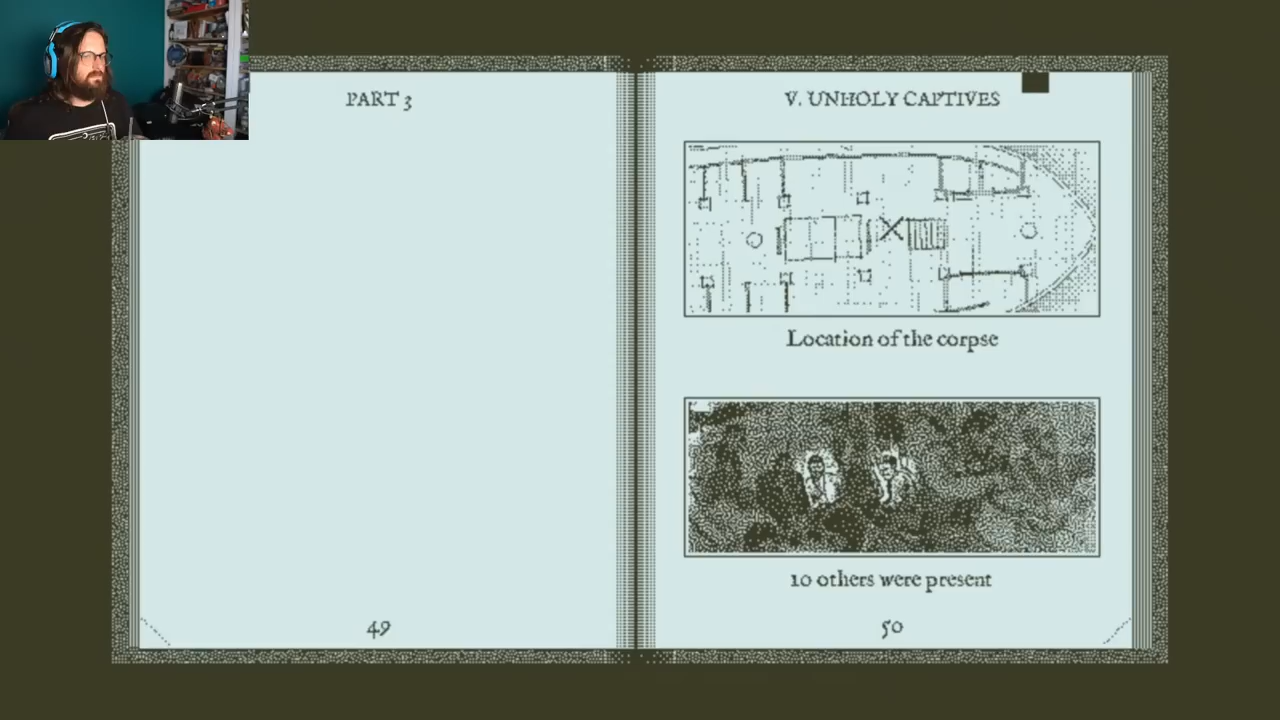 PART 3
V. UNHOLY CAPTIVES
Location of the corpse
10 others were present
49
50